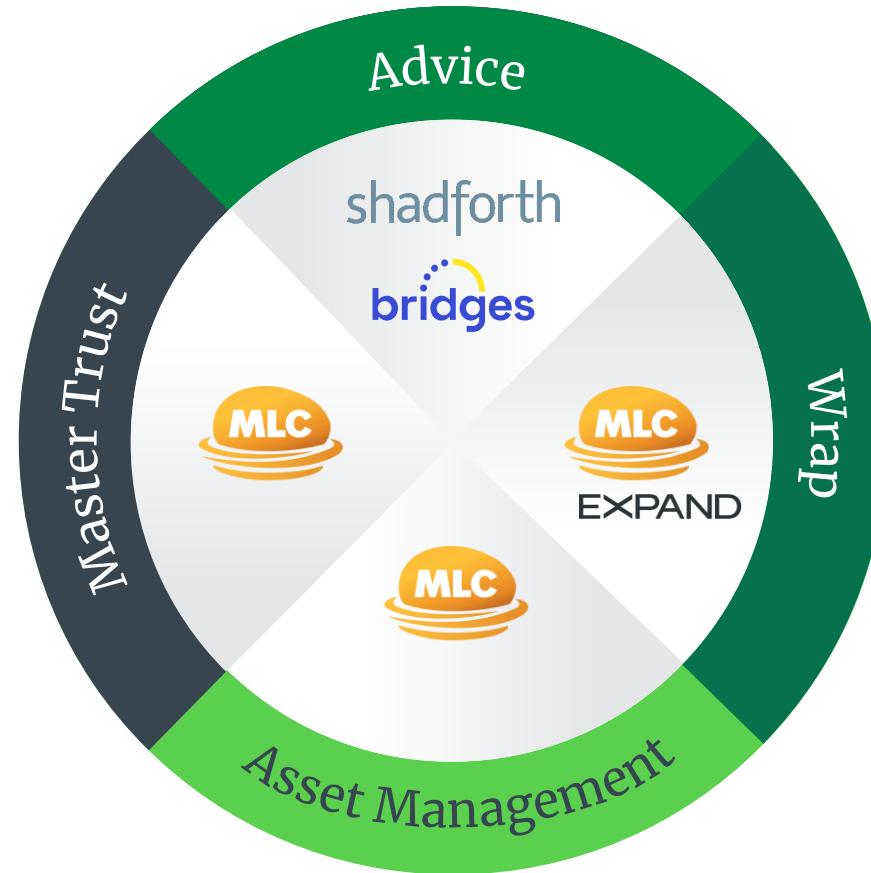 Advice
shadforth
bridges
Master Trust
MLC
MLC
EXPAND
Wrap
MLC
Asset Management